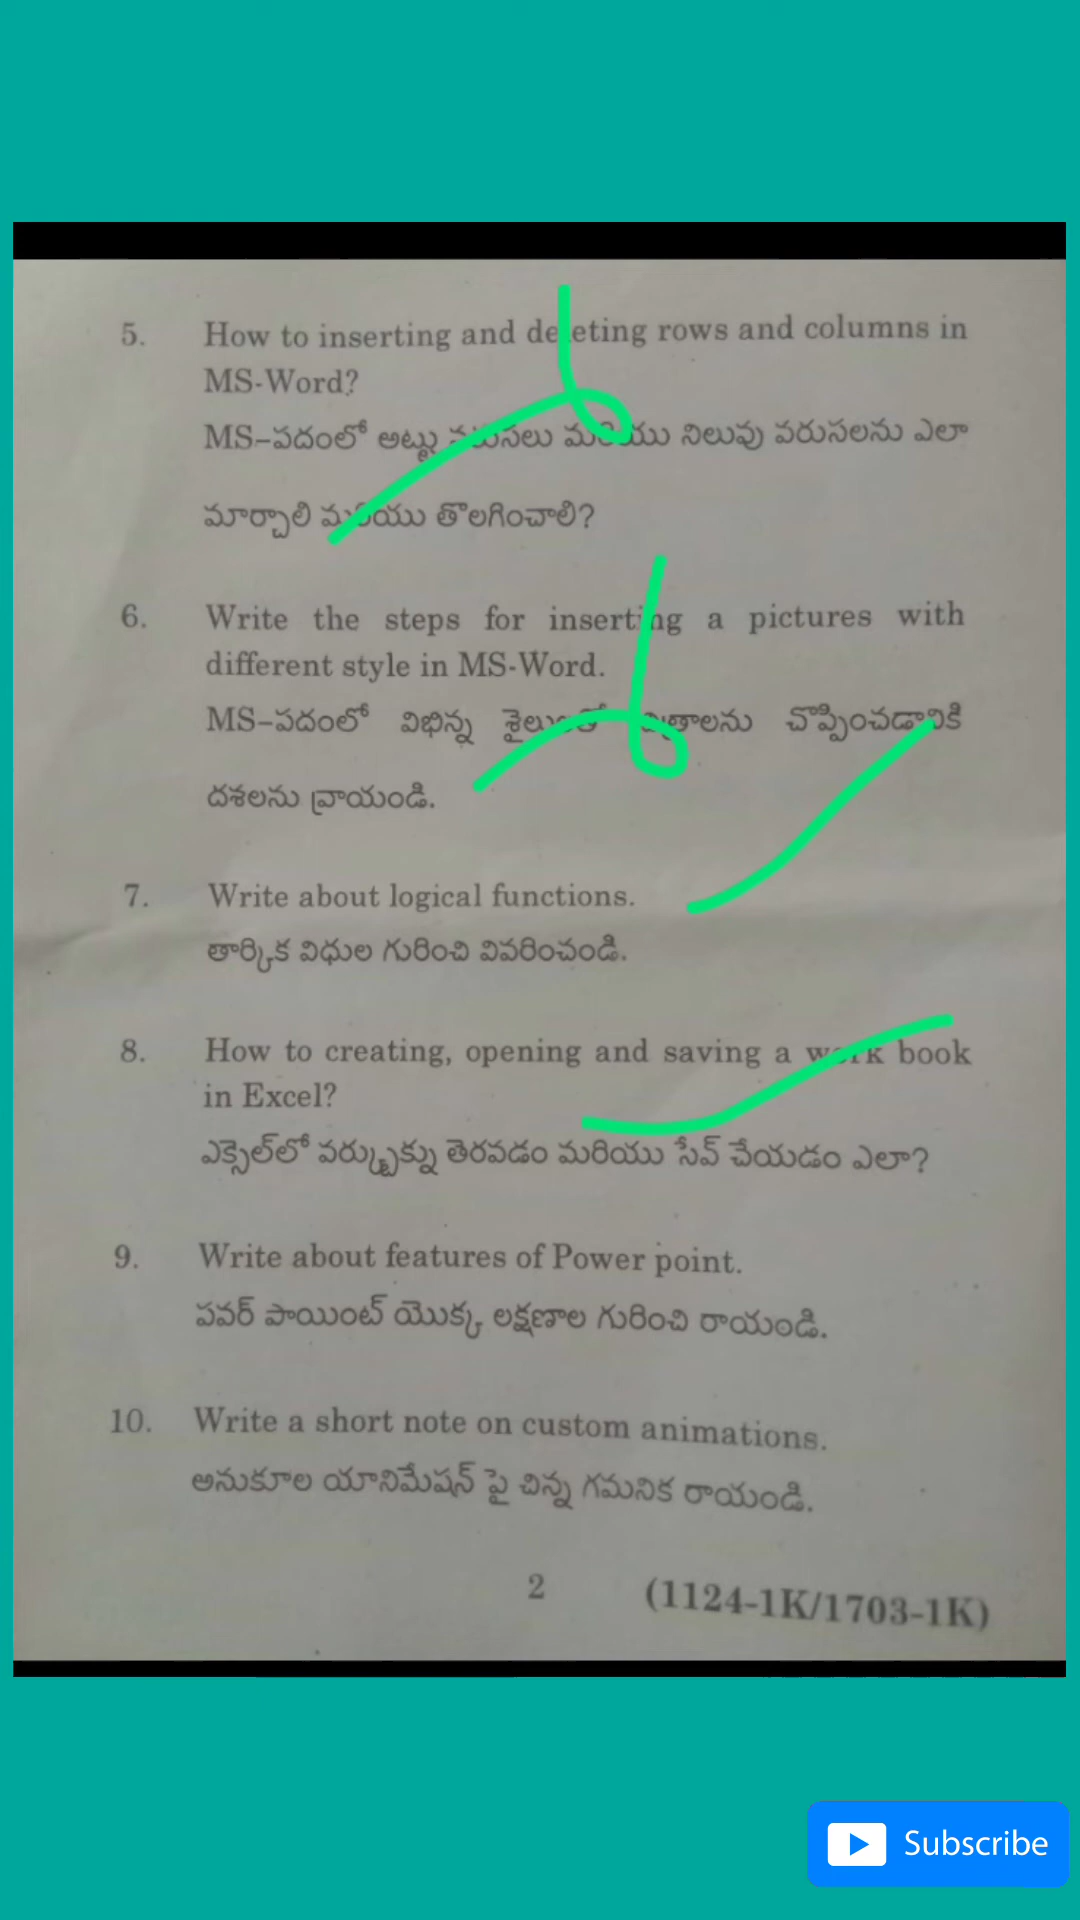 5. How to inserting and deleting rows and columns in
MS-Word?
MS-పదంలో అట్టు వరుసలు మరియు నిలువు వరుసలను ఎలా
మార్చాలి మరియు తొలగించాలి?
6. Write the steps for inserting a pictures with
different style in MS-Word.
MS-పదంలో విభిన్న శైలులతో చిత్రాలను చొప్పించడానికి
దశలను వ్రాయండి.
7. Write about logical functions.
తార్కిక విధుల గురించి వివరించండి.
8. How to creating, opening and saving a work book
in Excel?
ఎక్సెల్‌లో వర్క్బుక్ను తెరవడం మరియు సేవ్ చేయడం ఎలా?
9. Write about features of Power point.
పవర్ పాయింట్ యొక్క లక్షణాల గురించి రాయండి.
10. Write a short note on custom animations.
అనుకూల యానిమేషన్ పై చిన్న గమనిక రాయండి.
2 (1124-1K/1703-1K)
Subscribe